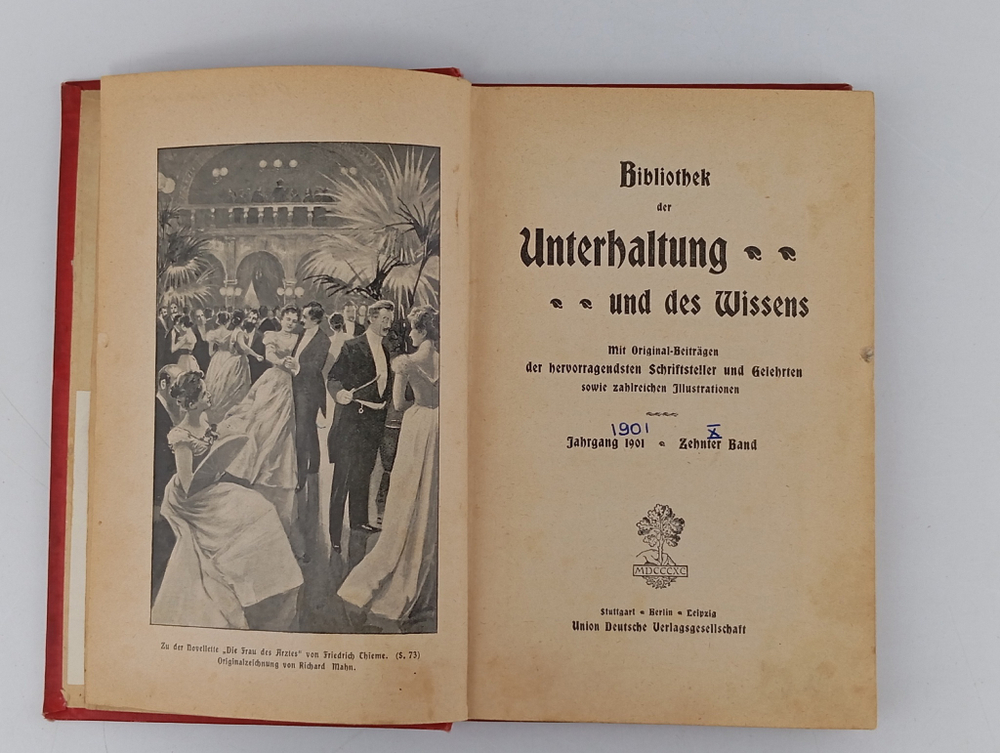 Zu der Novellette „Die Frau des Arztes“ von Friedrich Thieme. (S. 73)
Originalzeichnung von Richard Mahn.
Bibliothek
der
Unterhaltung
und des Wissens
Mit Original-Beiträgen
der hervorragendsten Schriftsteller und Gelehrten
sowie zahlreichen Illustrationen
1901 X
Jahrgang 1901 Zehnter Band
MDCCCXC
Stuttgart • Berlin • Leipzig
Union Deutsche Verlagsgesellschaft